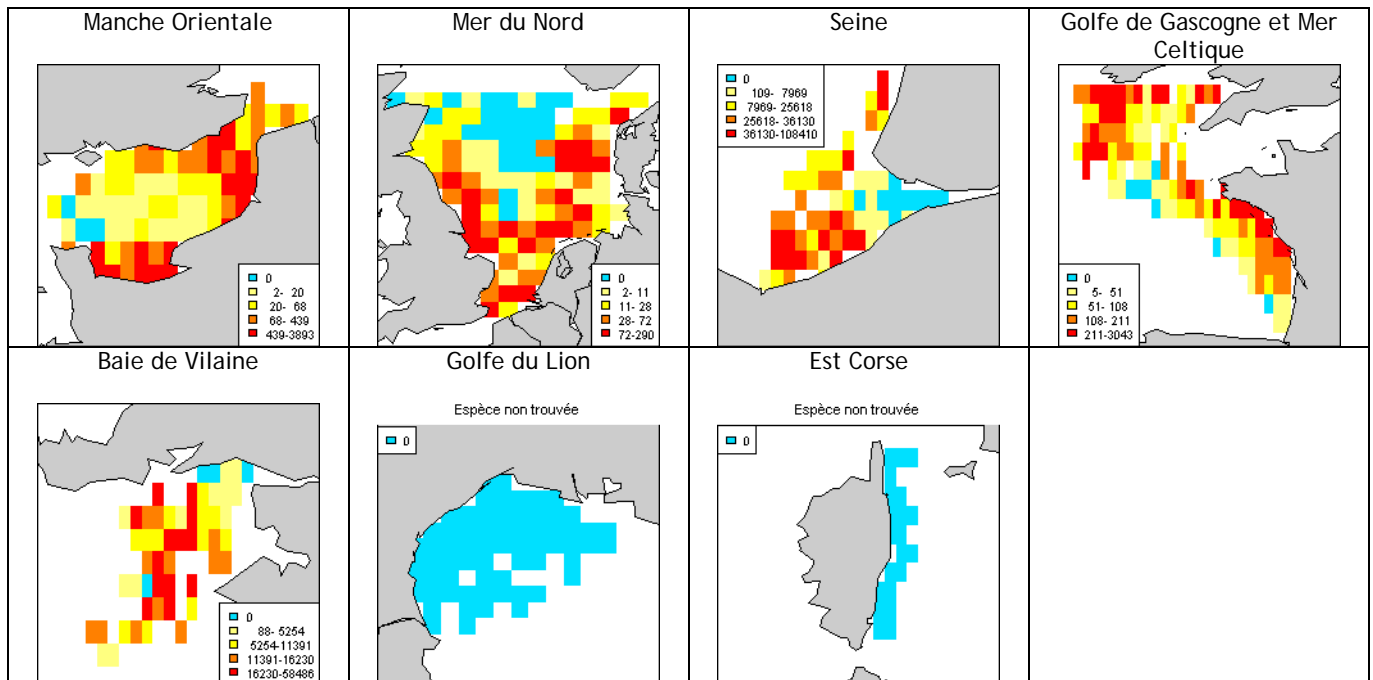 Manche Orientale
0
2- 20
20- 68
68- 439
439-3893
Mer du Nord
0
2- 11
11- 28
28- 72
72-290
Seine
0
109- 7969
7969- 25618
25618- 36130
36130-108410
Golfe de Gascogne et Mer
Celtique
0
5- 51
51- 108
108- 211
211-3043
Baie de Vilaine
0
88- 5254
5254-11391
11391-16230
16230-58486
Golfe du Lion
Espèce non trouvée
0
Est Corse
Espèce non trouvée
0